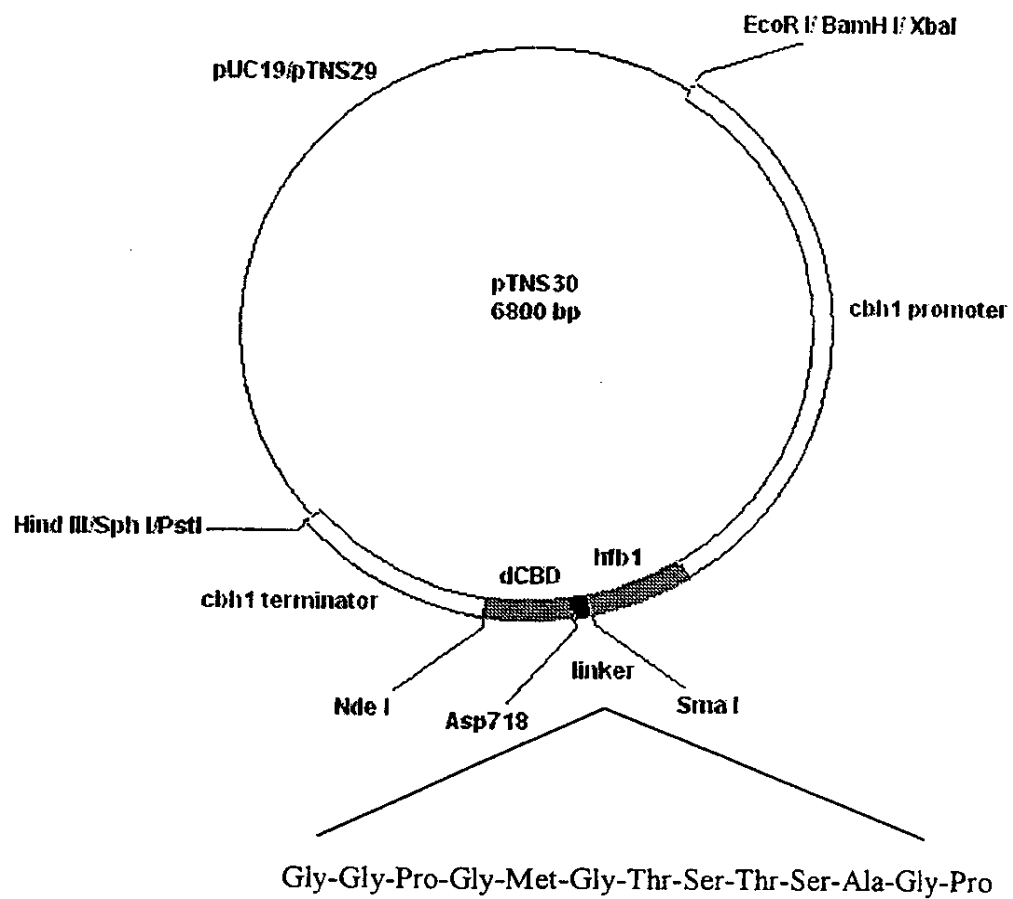 EcoR I/ BamH I/ XbaI
pUC19/pTNS29
pTNS30
6800 bp
cbh1 promoter
Hind III/Sph I/PstI
hfb1
dCBD
cbh1 terminator
linker
Nde I
Sma I
Asp718
Gly-Gly-Pro-Gly-Met-Gly-Thr-Ser-Thr-Ser-Ala-Gly-Pro